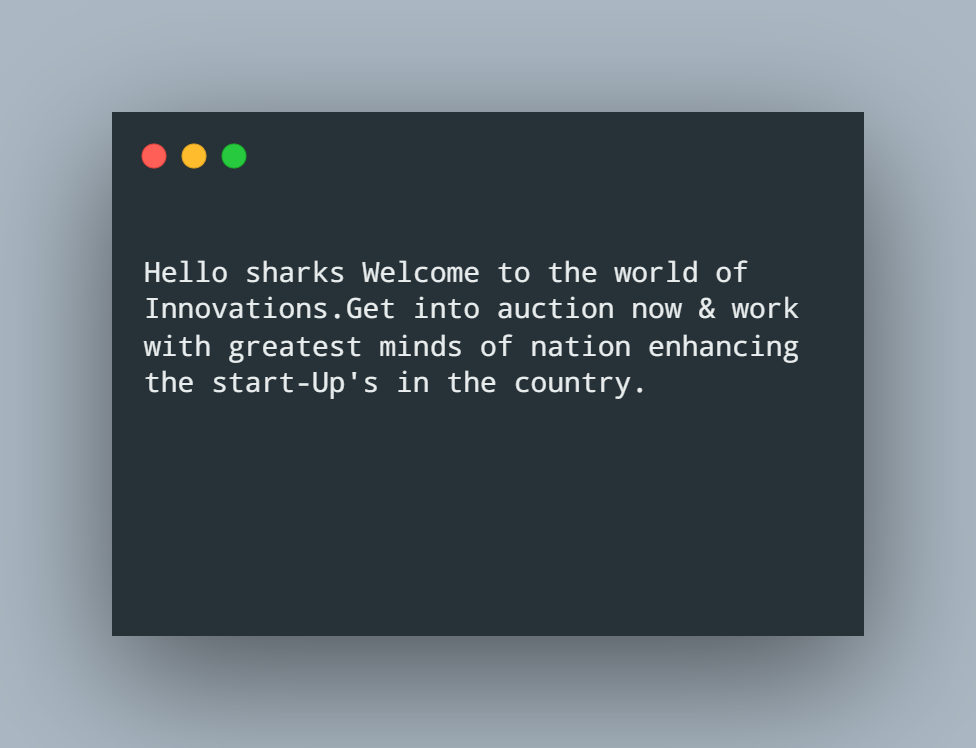 Hello sharks Welcome to the world of
Innovations.Get into auction now & work
with greatest minds of nation enhancing
the start-Up's in the country.